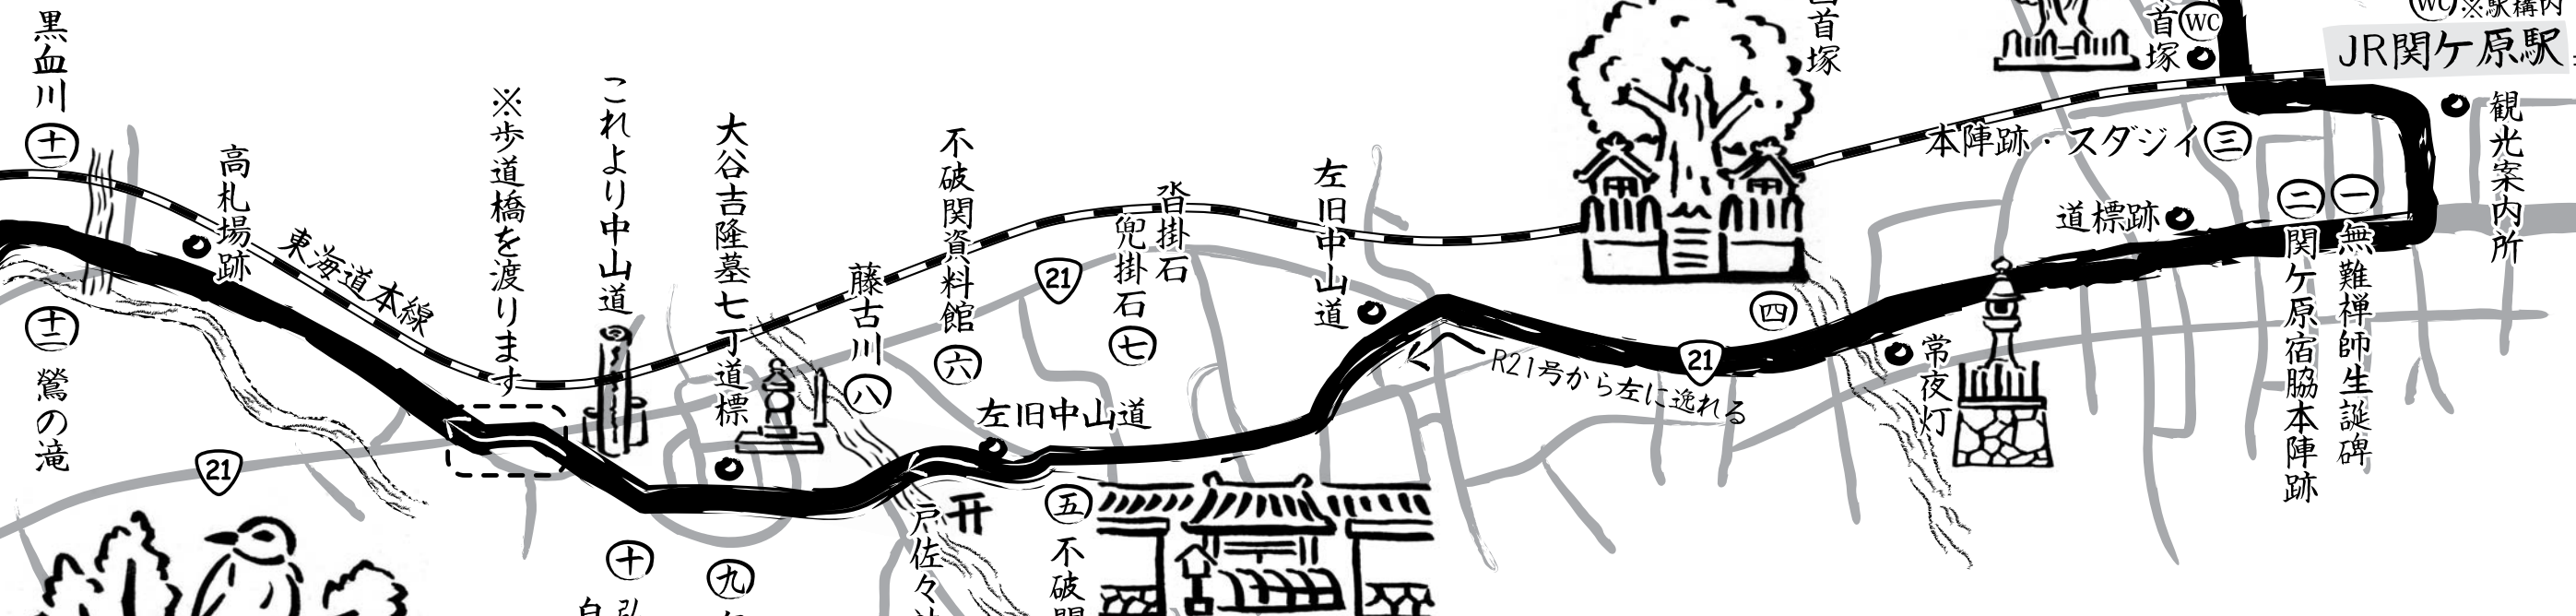 ※駅構内
WC
WC
JR関ケ原駅
首塚
首塚
観光案内所
本陣跡・スダジイ
三
道標跡
一
無難禅師生誕碑
二
関ケ原宿脇本陣跡
常夜灯
四
21
R21号から左に逸れる
左旧中山道
沓掛石
兜掛石
七
21
不破関資料館
六
左旧中山道
五
不破関
藤古川
八
戸佐々
大谷吉隆墓七丁道標
九
これより中山道
十
※歩道橋を渡ります
東海道本線
高札場跡
21
黒血川
十一
十二
鶯の滝